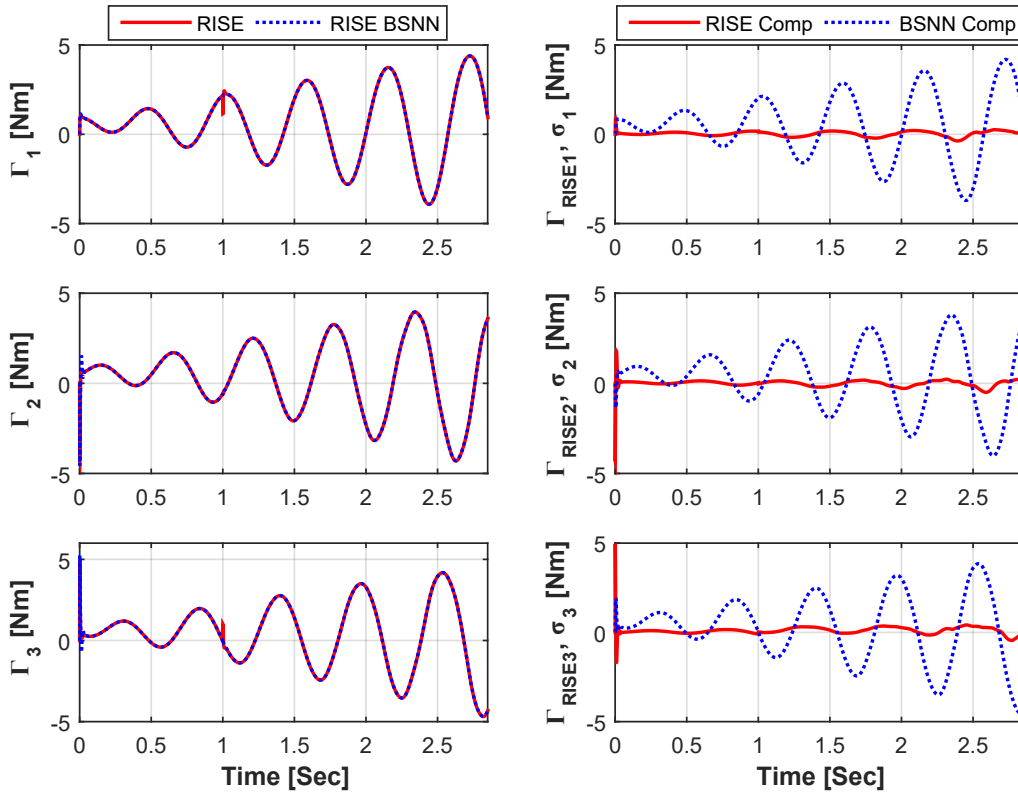 RISE RISE BSNN
RISE Comp BSNN Comp
Γ1 [Nm]
5
0
-5
0 0.5 1 1.5 2 2.5
ΓRISE1, σ1 [Nm]
5
0
-5
0 0.5 1 1.5 2 2.5
Γ2 [Nm]
5
0
-5
0 0.5 1 1.5 2 2.5
ΓRISE2, σ2 [Nm]
5
0
-5
0 0.5 1 1.5 2 2.5
Γ3 [Nm]
5
0
-5
0 0.5 1 1.5 2 2.5
Time [Sec]
ΓRISE3, σ3 [Nm]
5
0
-5
0 0.5 1 1.5 2 2.5
Time [Sec]